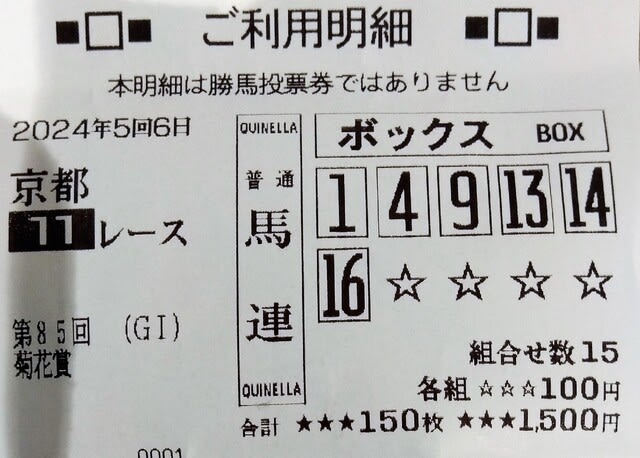 ■□■ ご利用明細 ■□■
本明細は勝馬投票券ではありません
2024年5回6日
京都
11レース
第85回 (GI)
菊花賞
QUINELLA
普通
馬連
QUINELLA
ボックス BOX
1 4 9 13 14
16 ☆ ☆ ☆ ☆
組合せ数15
各組 ☆☆☆100円
合計 ★★★150枚 ★★★1,500円